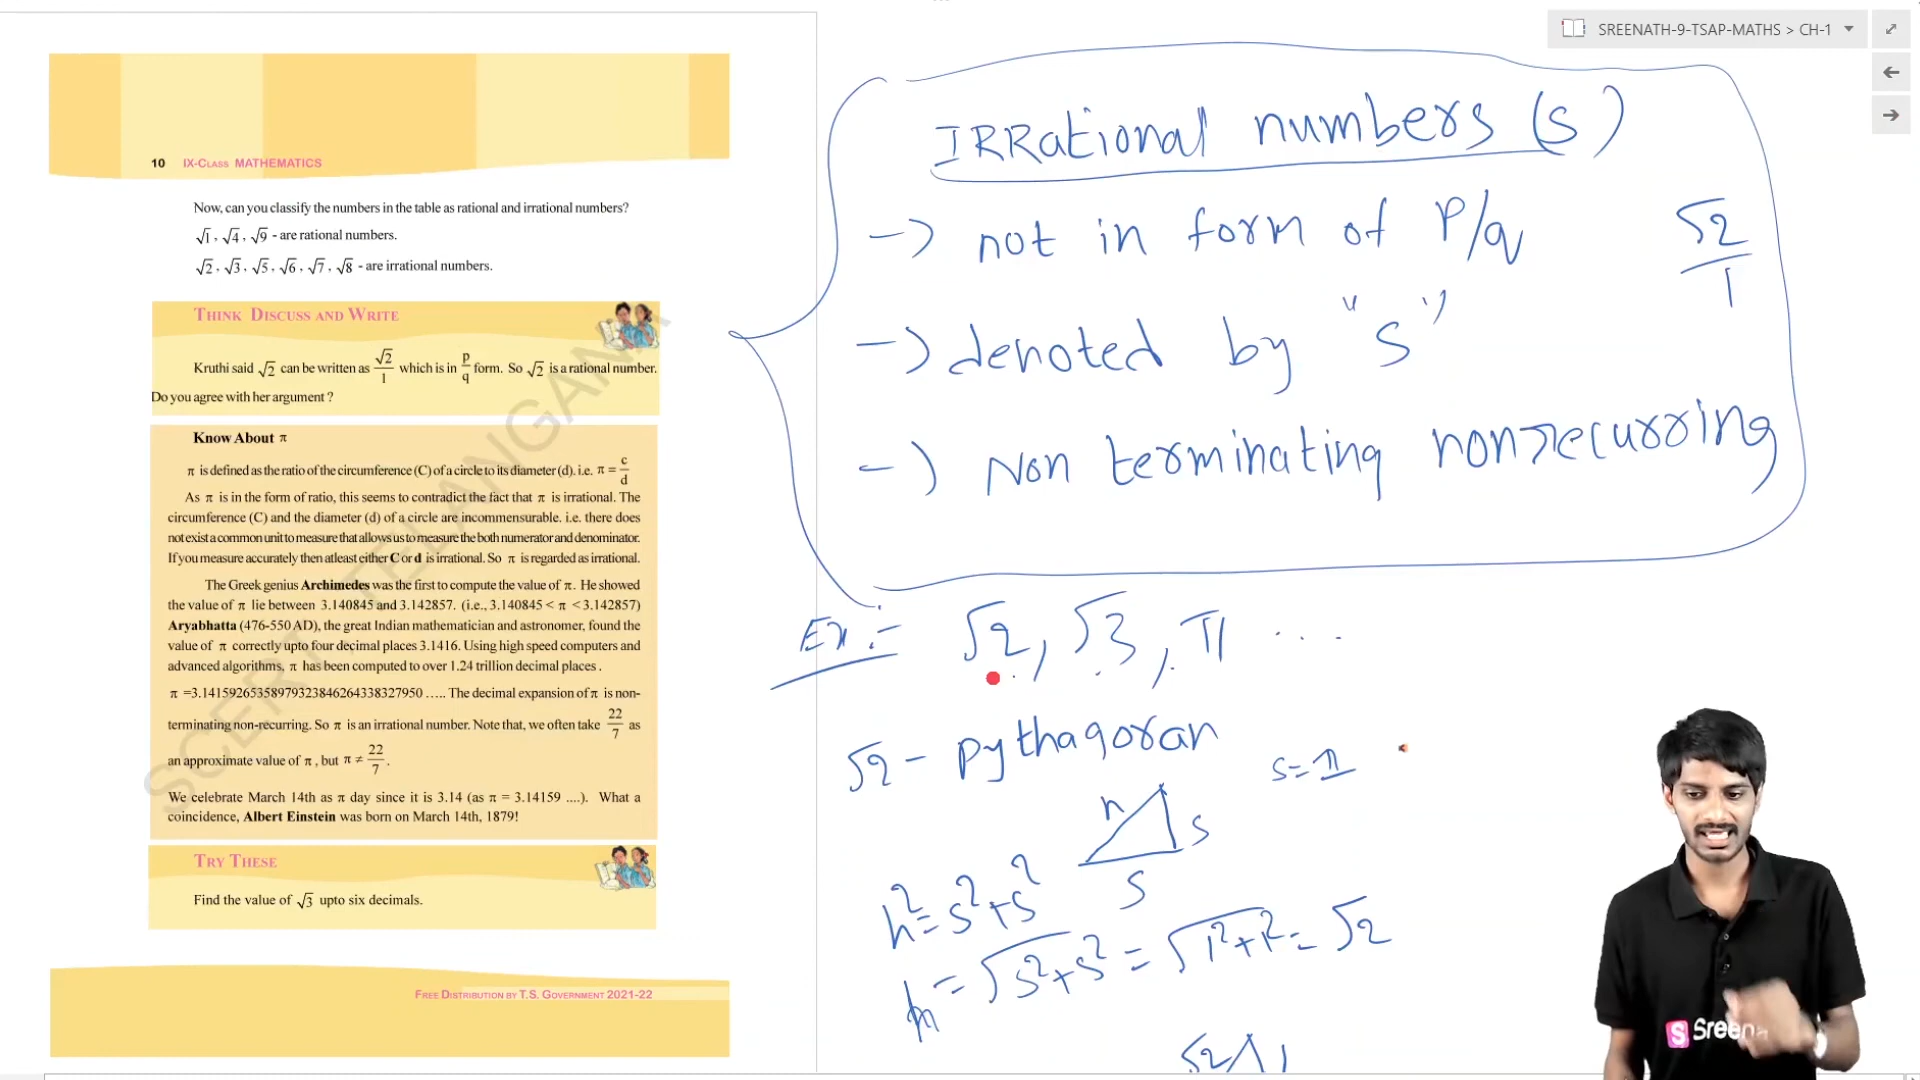 SREENATH-9-TSAP-MATHS > CH-1
10 IX-CLASS MATHEMATICS
Now, can you classify the numbers in the table as rational and irrational numbers?
√1, √4, √9 - are rational numbers.
√2, √3, √5, √6, √7, √8 - are irrational numbers.
THINK DISCUSS AND WRITE
Kruthi said √2 can be written as √2/1 which is in p/q form. So √2 is a rational number.
Do you agree with her argument ?
Know About π
π is defined as the ratio of the circumference (C) of a circle to its diameter (d). i.e. π = c/d
As π is in the form of ratio, this seems to contradict the fact that π is irrational. The
circumference (C) and the diameter (d) of a circle are incommensurable. i.e. there does
not exist a common unit to measure that allows us to measure the both numerator and denominator.
If you measure accurately then atleast either C or d is irrational. So π is regarded as irrational.
The Greek genius Archimedes was the first to compute the value of π. He showed
the value of π lie between 3.140845 and 3.142857. (i.e., 3.140845 < π < 3.142857)
Aryabhatta (476-550 AD), the great Indian mathematician and astronomer, found the
value of π correctly upto four decimal places 3.1416. Using high speed computers and
advanced algorithms, π has been computed to over 1.24 trillion decimal places .
π =3.14159265358979323846264338327950 ….. The decimal expansion of π is non-
terminating non-recurring. So π is an irrational number. Note that, we often take 22/7 as
an approximate value of π, but π ≠ 22/7.
We celebrate March 14th as π day since it is 3.14 (as π = 3.14159 ....). What a
coincidence, Albert Einstein was born on March 14th, 1879!
TRY THESE
Find the value of √3 upto six decimals.
FREE DISTRIBUTION BY T.S. GOVERNMENT 2021-22
SCERT TELANGANA
IRRational numbers (s)
-> not in form of P/q √2/1
-> denoted by "S"
-> Non terminating non recurring
Ex :- √2, √3, π ....
√2 - pythagoran
s=1
h s
s
h²= s²+s²
h = √s²+s² = √1²+1² = √2
√2 1
S Sreen